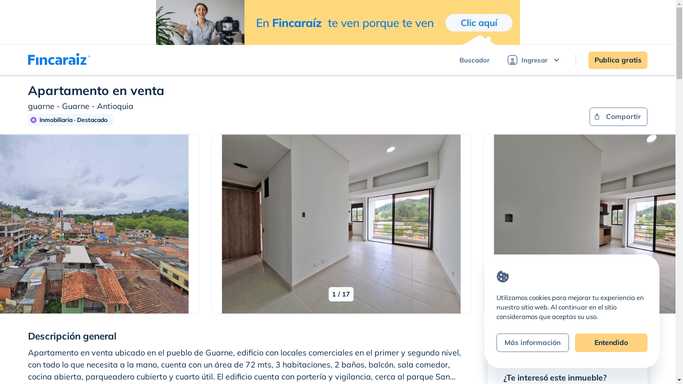 En Fincaraíz te ven porque te ven
Clic aquí
Fincaraíz
Buscador
Ingresar
Publica gratis
Apartamento en venta
guarne - Guarne - Antioquia
Inmobiliaria · Destacado
Compartir
1 / 17
Utilizamos cookies para mejorar tu experiencia en
nuestro sitio web. Al continuar en el sitio
consideramos que aceptas su uso.
Más información
Entendido
Descripción general
Apartamento en venta ubicado en el pueblo de Guarne, edificio con locales comerciales en el primer y segundo nivel,
con todo lo que necesita a la mano, cuenta con un área de 72 mts, 3 habitaciones, 2 baños, balcón, sala comedor,
cocina abierta, parqueadero cubierto y cuarto útil. El edificio cuenta con portería y vigilancia, cerca al parque San...
¿Te interesó este inmueble?